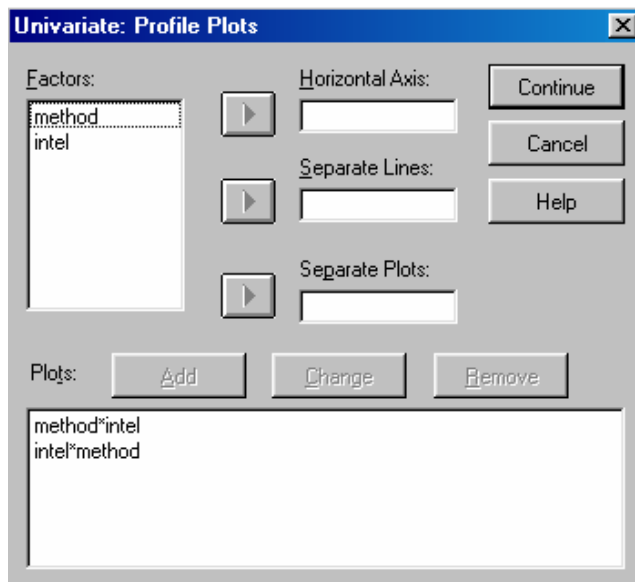 Univariate: Profile Plots
Factors:
method
intel
Horizontal Axis:
Separate Lines:
Separate Plots:
Continue
Cancel
Help
Plots:
Add
Change
Remove
method*intel
intel*method